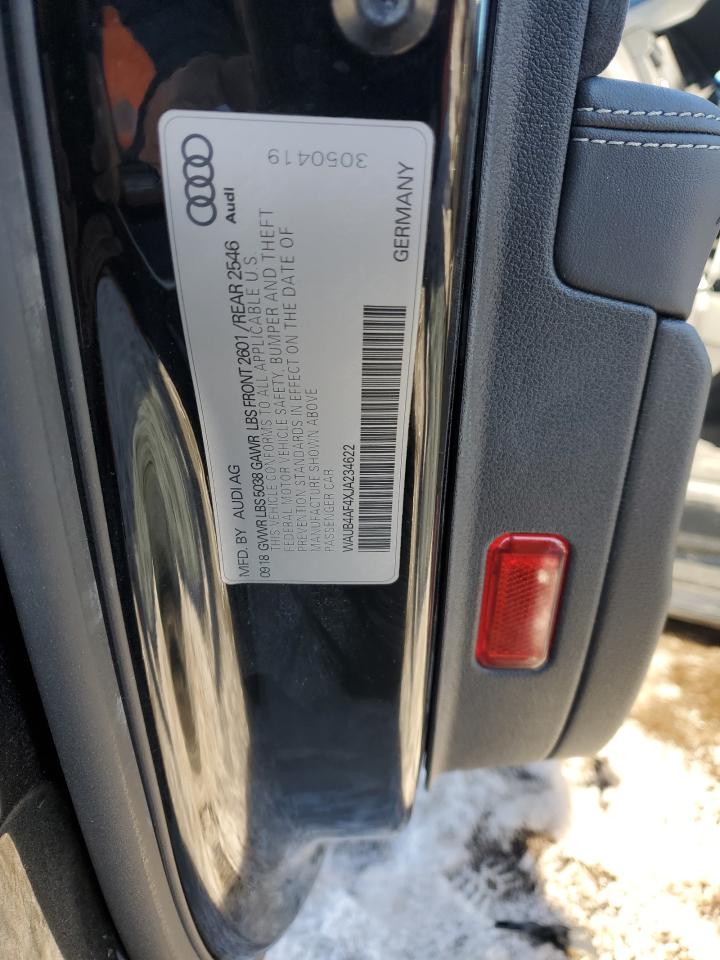 MFD. BY AUDI AG
Audi
0918 GVWR LBS 5038 GAWR LBS FRONT 2601 /REAR 2546
THIS VEHICLE CONFORMS TO ALL APPLICABLE U.S.
FEDERAL MOTOR VEHICLE SAFETY, BUMPER AND THEFT
PREVENTION STANDARDS IN EFFECT ON THE DATE OF
MANUFACTURE SHOWN ABOVE
PASSENGER CAR
WAUB4AF4XJA234622
3050419
GERMANY